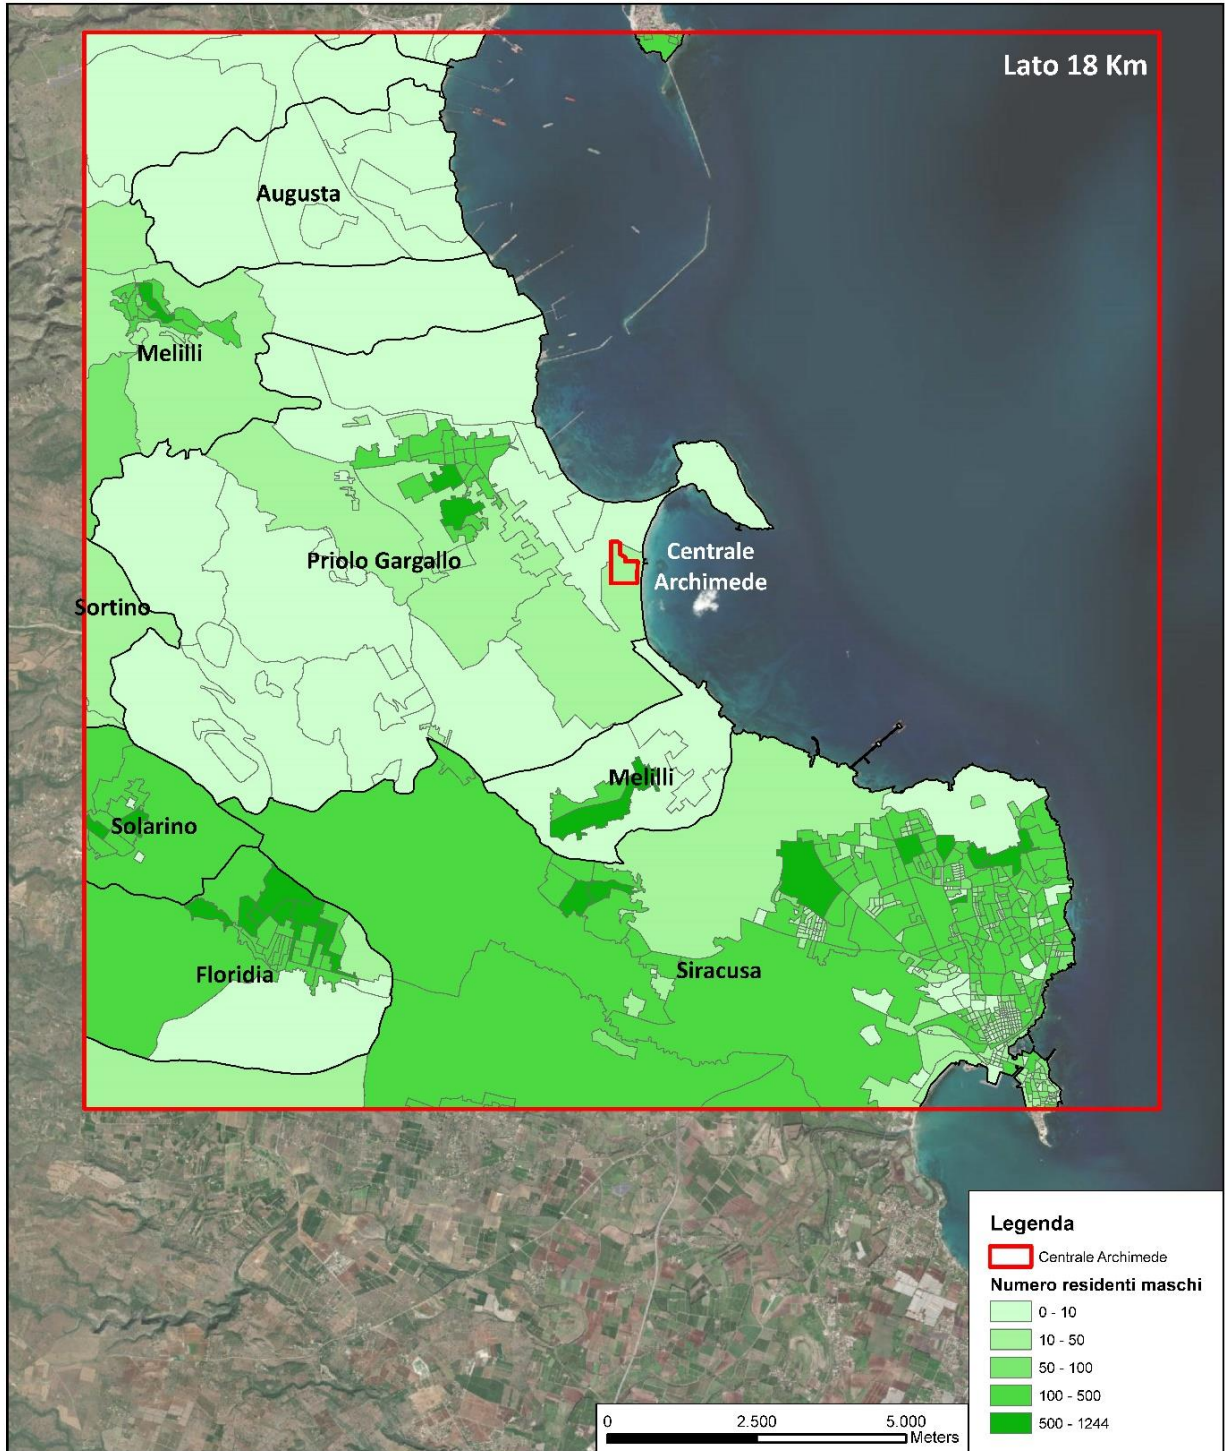 Lato 18 Km
Augusta
Melilli
Priolo Gargallo
Centrale
Archimede
Sortino
Melilli
Solarino
Siracusa
Floridia
Legenda
Centrale Archimede
Numero residenti maschi
0 - 10
10 - 50
50 - 100
100 - 500
500 - 1244
0 2.500 5.000
Meters